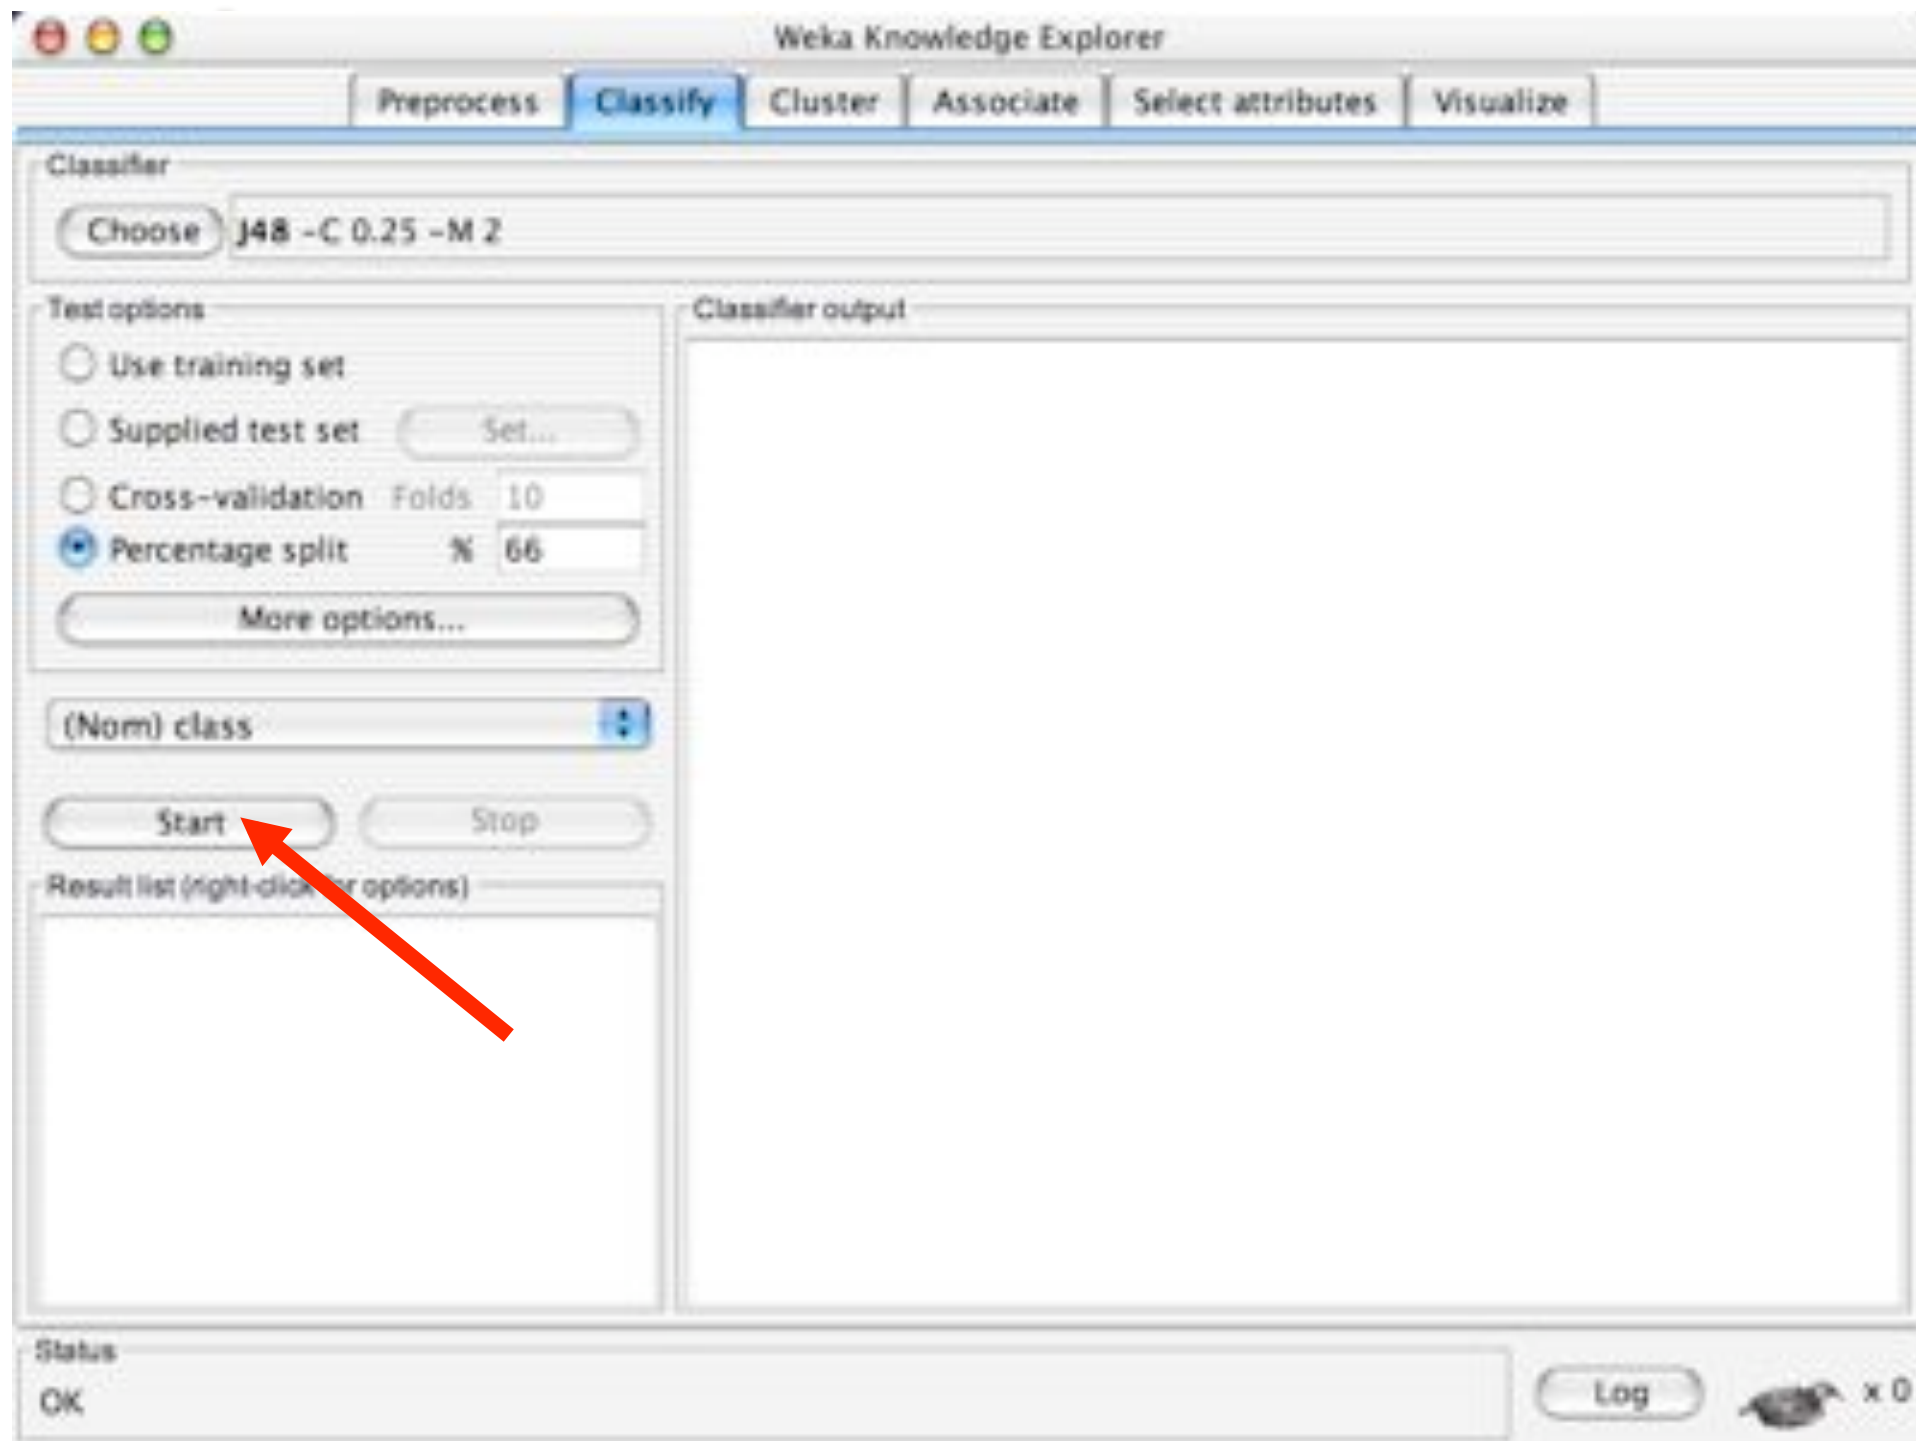 Weka Knowledge Explorer
Preprocess Classify Cluster Associate Select attributes Visualize
Classifier
Choose J48 -C 0.25 -M 2
Test options
Use training set
Supplied test set Set...
Cross-validation Folds 10
Percentage split % 66
More options...
(Nom) class
Start Stop
Result list (right-click for options)
Classifier output
Status
OK
Log x 0